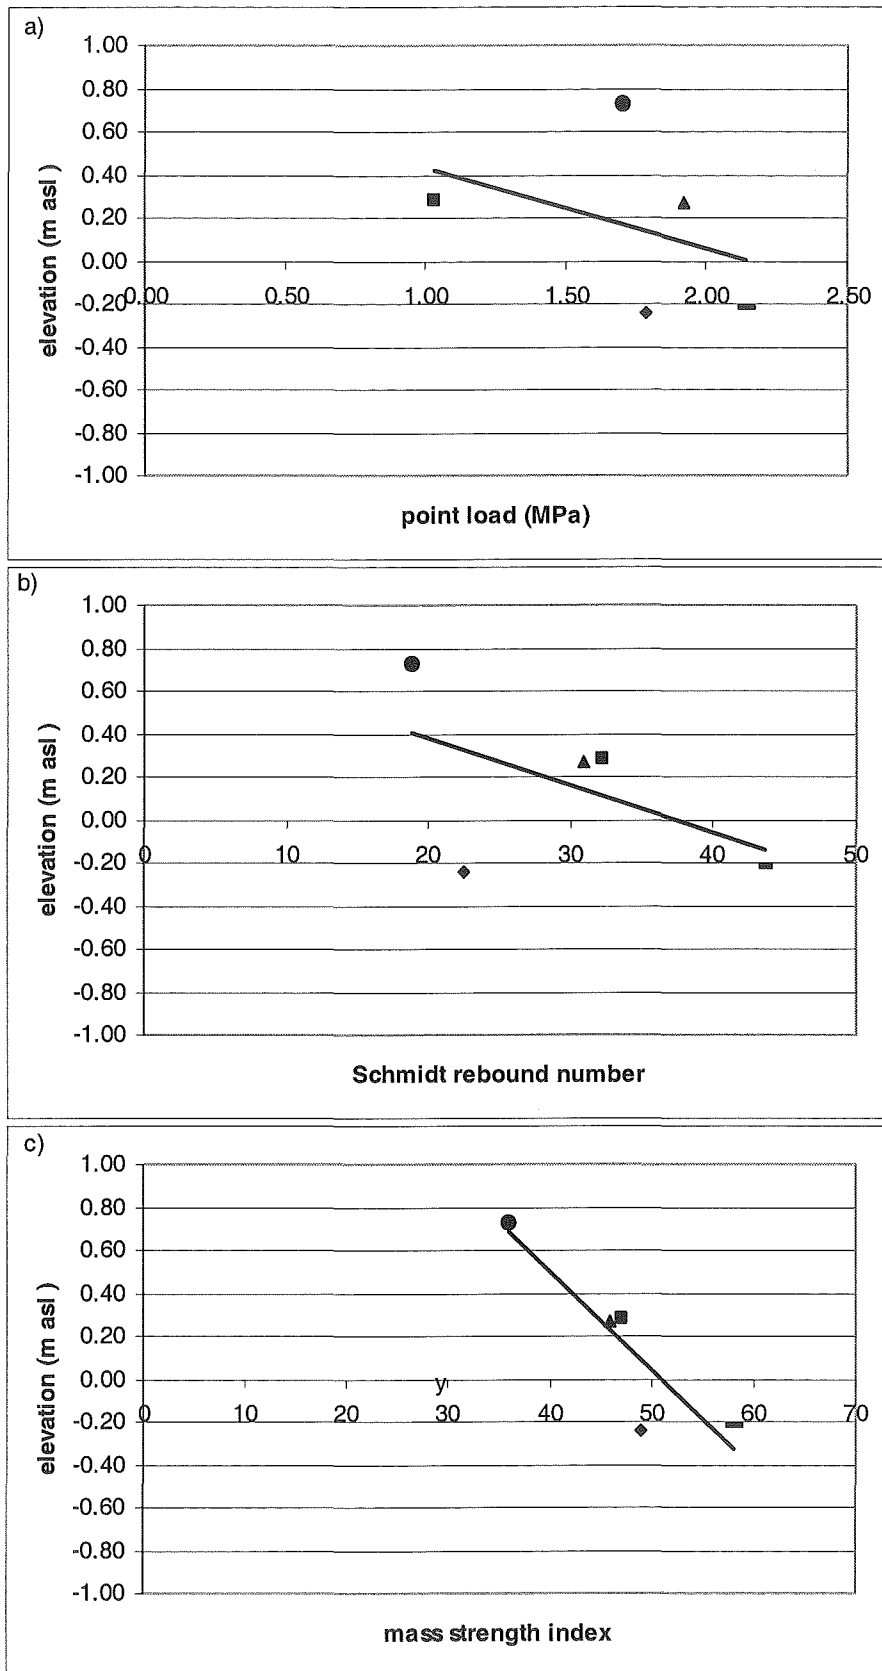 a)
1.00
0.80
0.60
0.40
0.20
0.00
-0.20
-0.40
-0.60
-0.80
-1.00
0.00 0.50 1.00 1.50 2.00 2.50
elevation (m asl )
point load (MPa)
b)
1.00
0.80
0.60
0.40
0.20
0.00
-0.20
-0.40
-0.60
-0.80
-1.00
0 10 20 30 40 50
elevation (m asl )
Schmidt rebound number
c)
1.00
0.80
0.60
0.40
0.20
0.00
-0.20
-0.40
-0.60
-0.80
-1.00
y
0 10 20 30 40 50 60 70
elevation (m asl )
mass strength index